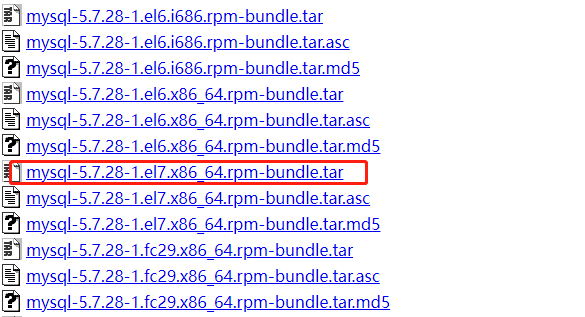 mysql-5.7.28-1.el6.i686.rpm-bundle.tar
mysql-5.7.28-1.el6.i686.rpm-bundle.tar.asc
mysql-5.7.28-1.el6.i686.rpm-bundle.tar.md5
mysql-5.7.28-1.el6.x86_64.rpm-bundle.tar
mysql-5.7.28-1.el6.x86_64.rpm-bundle.tar.asc
mysql-5.7.28-1.el6.x86_64.rpm-bundle.tar.md5
mysql-5.7.28-1.el7.x86_64.rpm-bundle.tar
mysql-5.7.28-1.el7.x86_64.rpm-bundle.tar.asc
mysql-5.7.28-1.el7.x86_64.rpm-bundle.tar.md5
mysql-5.7.28-1.fc29.x86_64.rpm-bundle.tar
mysql-5.7.28-1.fc29.x86_64.rpm-bundle.tar.asc
mysql-5.7.28-1.fc29.x86_64.rpm-bundle.tar.md5